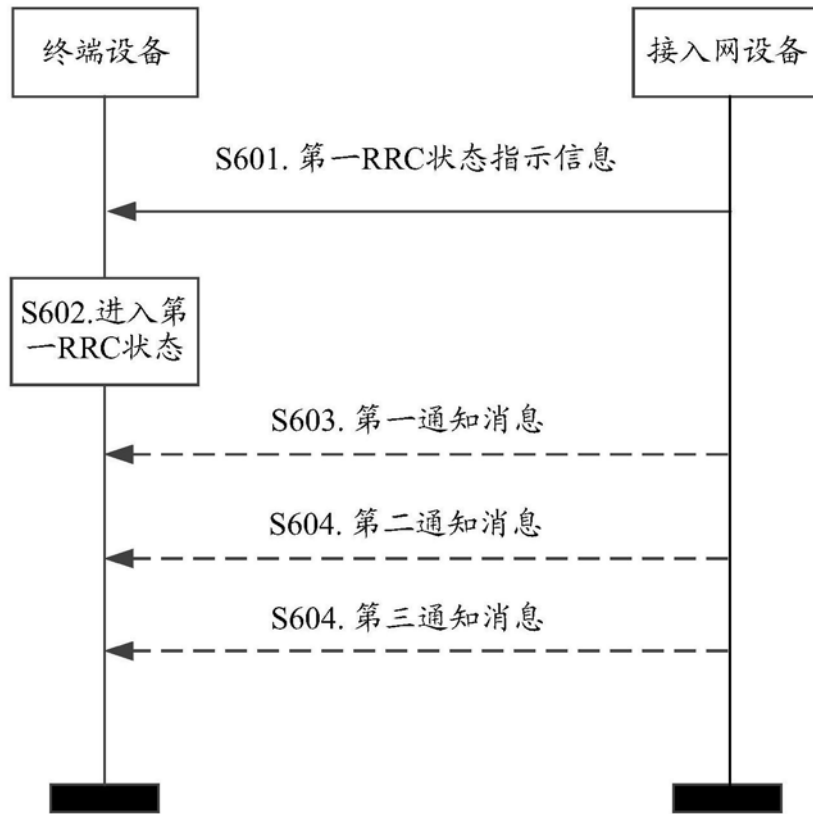 终端设备
接入网设备
S601. 第一RRC状态指示信息
S602.进入第
一RRC状态
S603. 第一通知消息
S604. 第二通知消息
S604. 第三通知消息